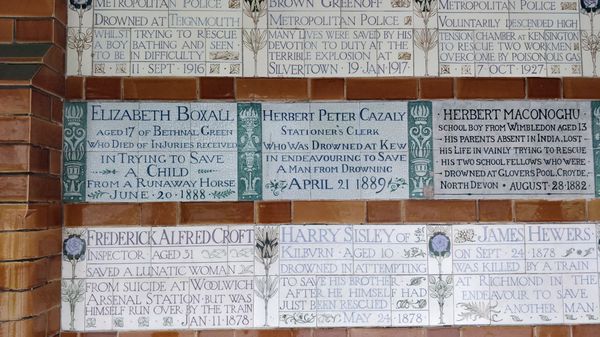 METROPOLITAN POLICE
DROWNED AT TEIGNMOUTH
WHILST TRYING TO RESCUE
A BOY BATHING AND SEEN
TO BE IN DIFFICULTY
11 SEPT 1916
BROWN GREENOFF
METROPOLITAN POLICE
MANY LIVES WERE SAVED BY HIS
DEVOTION TO DUTY AT THE
TERRIBLE EXPLOSION AT
SILVERTOWN · 19 JAN 1917
METROPOLITAN POLICE
VOLUNTARILY DESCENDED HIGH
TENSION CHAMBER AT KENSINGTON
TO RESCUE TWO WORKMEN
OVERCOME BY POISONOUS GAS
7 OCT 1927
ELIZABETH BOXALL
AGED 17 OF BETHNAL GREEN
WHO DIED OF INJURIES RECEIVED
IN TRYING TO SAVE
A CHILD
FROM A RUNAWAY HORSE
JUNE 20 1888
HERBERT PETER CAZALY
STATIONER'S CLERK
WHO WAS DROWNED AT KEW
IN ENDEAVOURING TO SAVE
A MAN FROM DROWNING
APRIL 21 1889
HERBERT MACONOGHU
SCHOOL BOY FROM WIMBLEDON AGED 13
HIS PARENTS ABSENT IN INDIA, LOST
HIS LIFE IN VAINLY TRYING TO RESCUE
HIS TWO SCHOOL FELLOWS WHO WERE
DROWNED AT GLOVERS POOL, CROYDE,
NORTH DEVON · AUGUST 28, 1882
FREDERICK ALFRED CROFT
INSPECTOR AGED 31
SAVED A LUNATIC WOMAN
FROM SUICIDE AT WOOLWICH
ARSENAL STATION · BUT WAS
HIMSELF RUN OVER BY THE TRAIN
JAN 11 1878
HARRY SISLEY OF
KILBURN · AGED 10
DROWNED IN ATTEMPTING
TO SAVE HIS BROTHER
AFTER HE HIMSELF HAD
JUST BEEN RESCUED
MAY 24 1878
JAMES HEWERS
ON SEPT 24 1878
WAS KILLED BY A TRAIN
AT RICHMOND IN THE
ENDEAVOUR TO SAVE
ANOTHER MAN